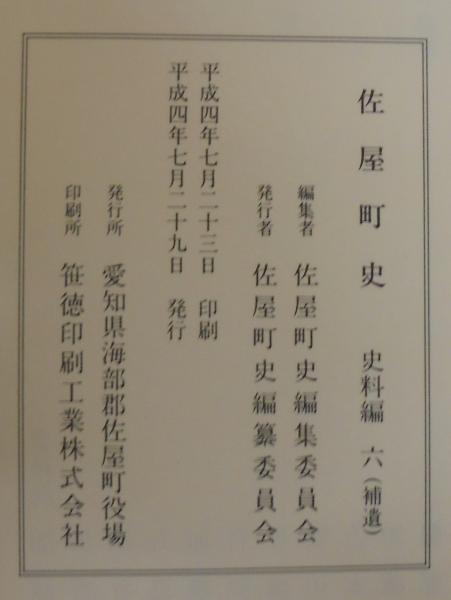 佐屋町史　史料編　六（補遺）
編集者　佐屋町史編集委員会
発行者　佐屋町史編纂委員会
平成四年七月二十三日　印刷
平成四年七月二十九日　発行
発行所　愛知県海部郡佐屋町役場
印刷所　笹徳印刷工業株式会社